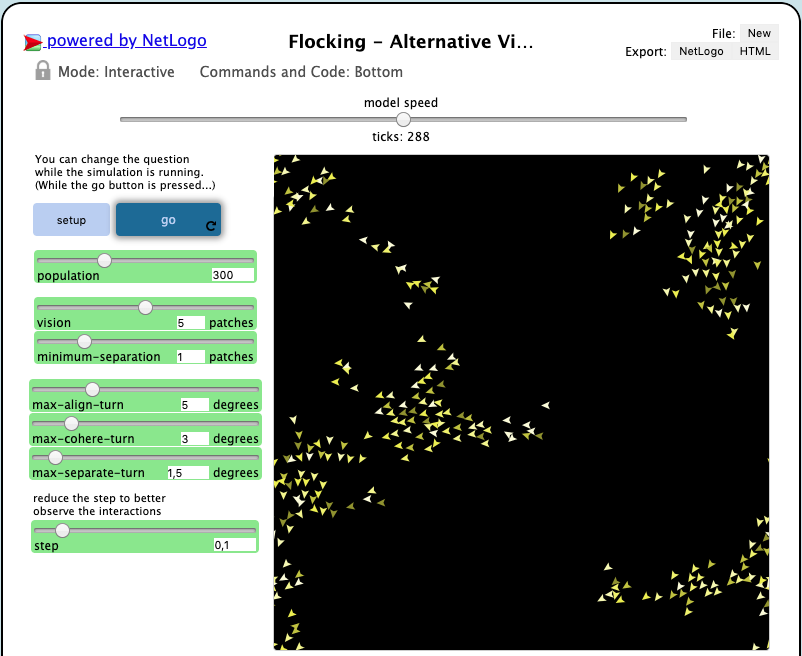 powered by NetLogo
Flocking - Alternative Vi...
File: New
Export: NetLogo HTML
Mode: Interactive
Commands and Code: Bottom
model speed
ticks: 288
You can change the question
while the simulation is running.
(While the go button is pressed...)
setup
go
population 300
vision 5 patches
minimum-separation 1 patches
max-align-turn 5 degrees
max-cohere-turn 3 degrees
max-separate-turn 1,5 degrees
reduce the step to better
observe the interactions
step 0,1